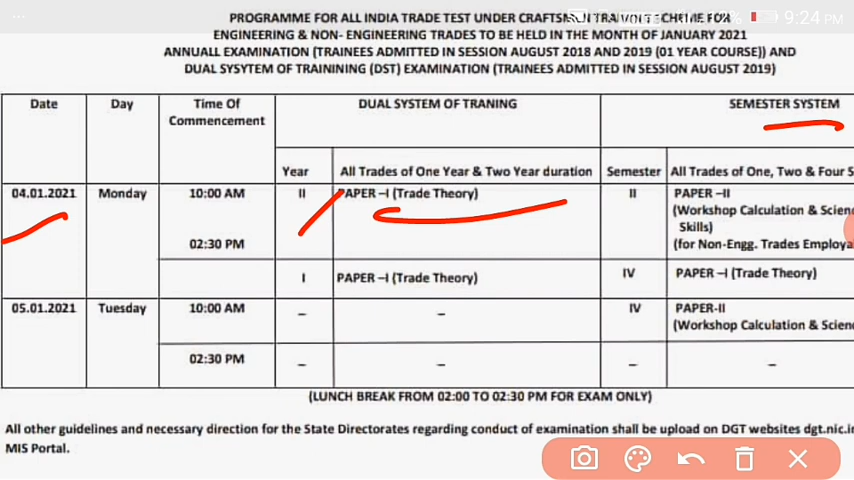 PROGRAMME FOR ALL INDIA TRADE TEST UNDER CRAFTSMEN TRAINING SCHEME FOR
9:24 PM
ENGINEERING & NON- ENGINEERING TRADES TO BE HELD IN THE MONTH OF JANUARY 2021
ANNUALL EXAMINATION (TRAINEES ADMITTED IN SESSION AUGUST 2018 AND 2019 (01 YEAR COURSE)) AND
DUAL SYSYTEM OF TRAININING (DST) EXAMINATION (TRAINEES ADMITTED IN SESSION AUGUST 2019)
Date Day Time Of Commencement DUAL SYSTEM OF TRANING SEMESTER SYSTEM
Year All Trades of One Year & Two Year duration Semester All Trades of One, Two & Four S
04.01.2021 Monday 10:00 AM II PAPER –I (Trade Theory) II PAPER –II
(Workshop Calculation & Scien
Skills)
02:30 PM (for Non-Engg. Trades Employa
I PAPER –I (Trade Theory) IV PAPER –I (Trade Theory)
05.01.2021 Tuesday 10:00 AM – – IV PAPER-II
(Workshop Calculation & Scien
02:30 PM – – – –
(LUNCH BREAK FROM 02:00 TO 02:30 PM FOR EXAM ONLY)
All other guidelines and necessary direction for the State Directorates regarding conduct of examination shall be upload on DGT websites dgt.nic.i
MIS Portal.